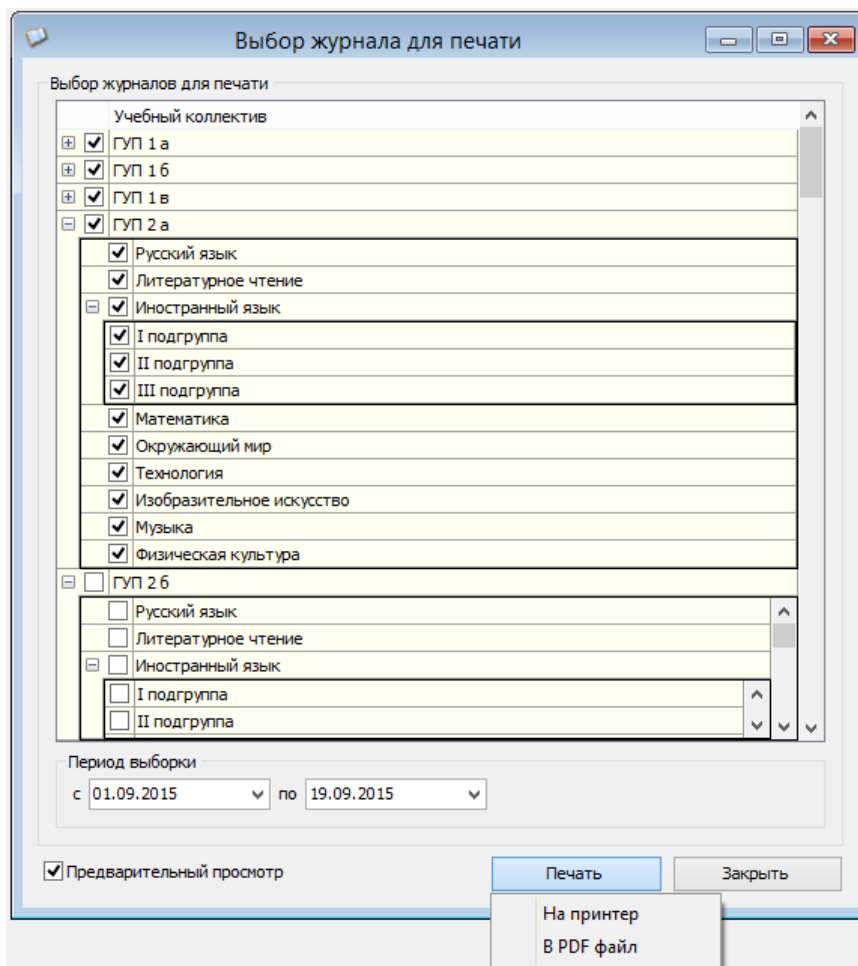 Выбор журнала для печати
Выбор журналов для печати
Учебный коллектив
ГУП 1 а
ГУП 1 б
ГУП 1 в
ГУП 2 а
Русский язык
Литературное чтение
Иностранный язык
I подгруппа
II подгруппа
III подгруппа
Математика
Окружающий мир
Технология
Изобразительное искусство
Музыка
Физическая культура
ГУП 2 б
Русский язык
Литературное чтение
Иностранный язык
I подгруппа
II подгруппа
Период выборки
с 01.09.2015 по 19.09.2015
Предварительный просмотр Печать Закрыть
На принтер
В PDF файл